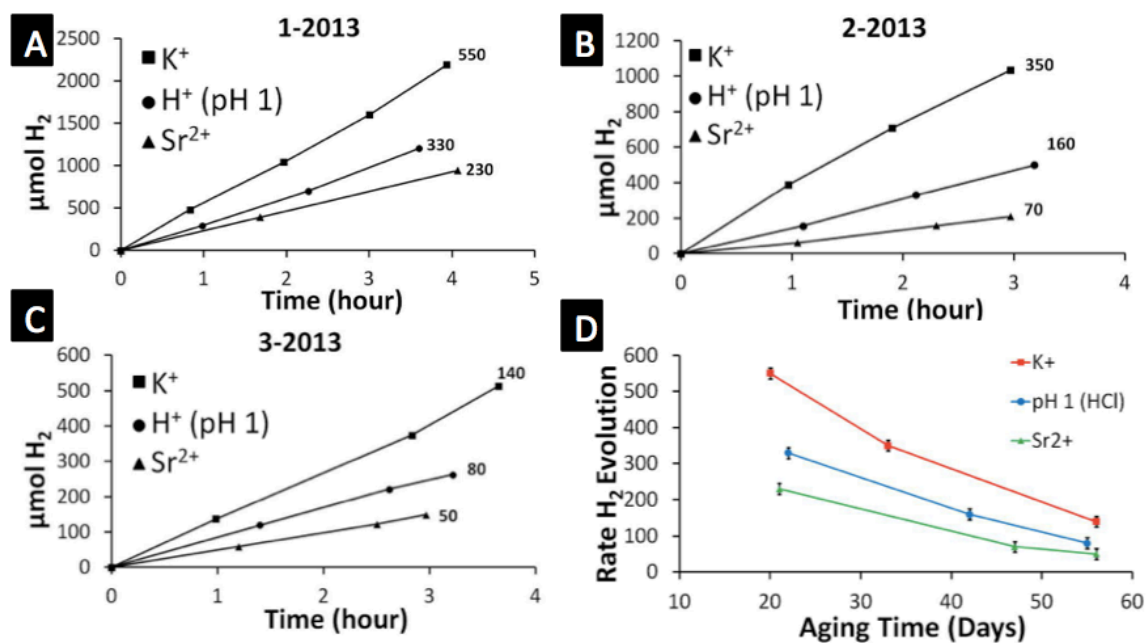 A
1-2013
2500
2000
1500
1000
500
0
μmol H₂
K⁺
H⁺ (pH 1)
Sr²⁺
550
330
230
0 1 2 3 4 5
Time (hour)
B
2-2013
1200
1000
800
600
400
200
0
μmol H₂
K⁺
H⁺ (pH 1)
Sr²⁺
350
160
70
0 1 2 3 4
Time (hour)
C
3-2013
600
500
400
300
200
100
0
μmol H₂
K⁺
H⁺ (pH 1)
Sr²⁺
140
80
50
0 1 2 3 4
Time (hour)
D
600
500
400
300
200
100
0
Rate H₂ Evolution
K+
pH 1 (HCl)
Sr2+
10 20 30 40 50 60
Aging Time (Days)